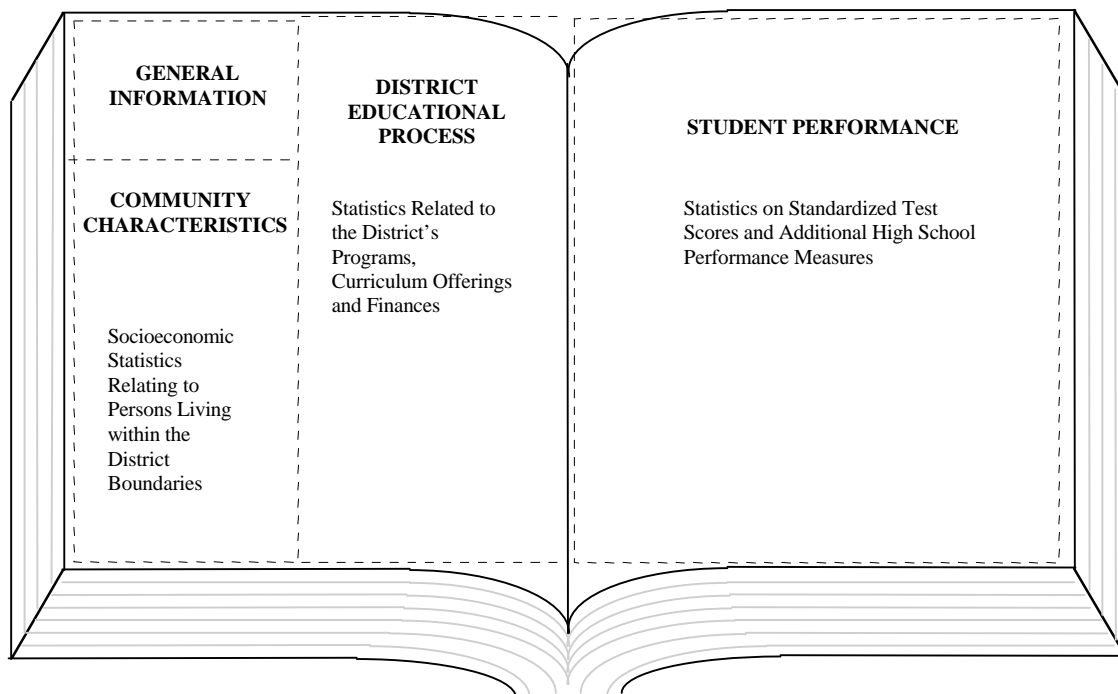 GENERAL
INFORMATION
COMMUNITY
CHARACTERISTICS
Socioeconomic
Statistics
Relating to
Persons Living
within the
District
Boundaries
DISTRICT
EDUCATIONAL
PROCESS
Statistics Related to
the District’s
Programs,
Curriculum Offerings
and Finances
STUDENT PERFORMANCE
Statistics on Standardized Test
Scores and Additional High School
Performance Measures